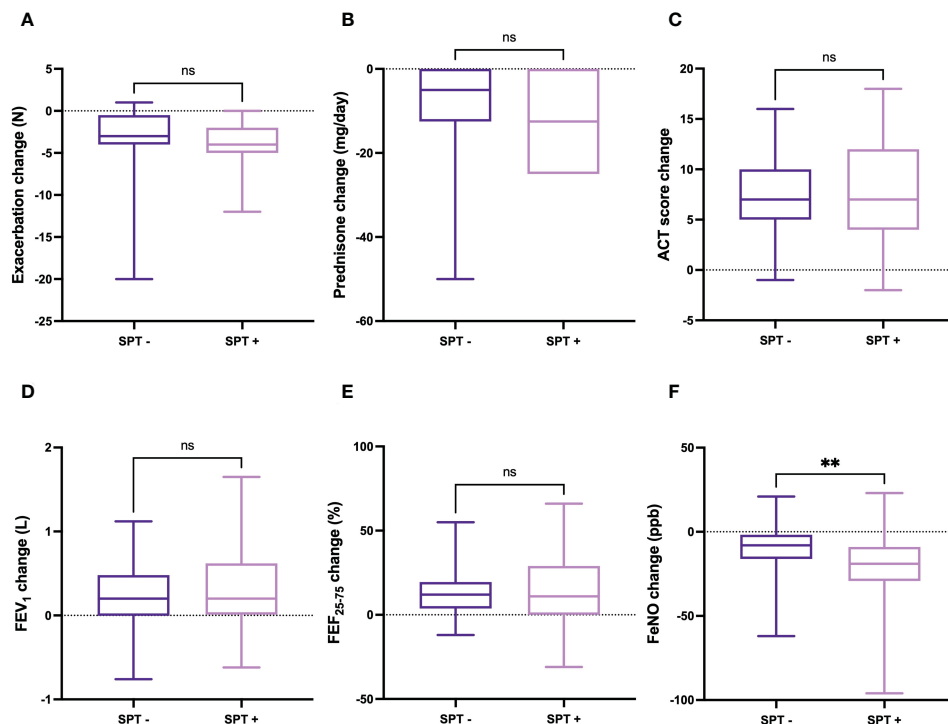 A
B
C
ns
ns
ns
Exacerbation change (N)
5
0
-5
-10
-15
-20
-25
SPT -
SPT +
Prednisone change (mg/day)
0
-20
-40
-60
SPT -
SPT +
ACT score change
20
15
10
5
0
-5
SPT -
SPT +
D
E
F
ns
ns
**
FEV1 change (L)
2
1
0
-1
SPT -
SPT +
FEF25-75 change (%)
100
50
0
-50
SPT -
SPT +
FeNO change (ppb)
50
0
-50
-100
SPT -
SPT +